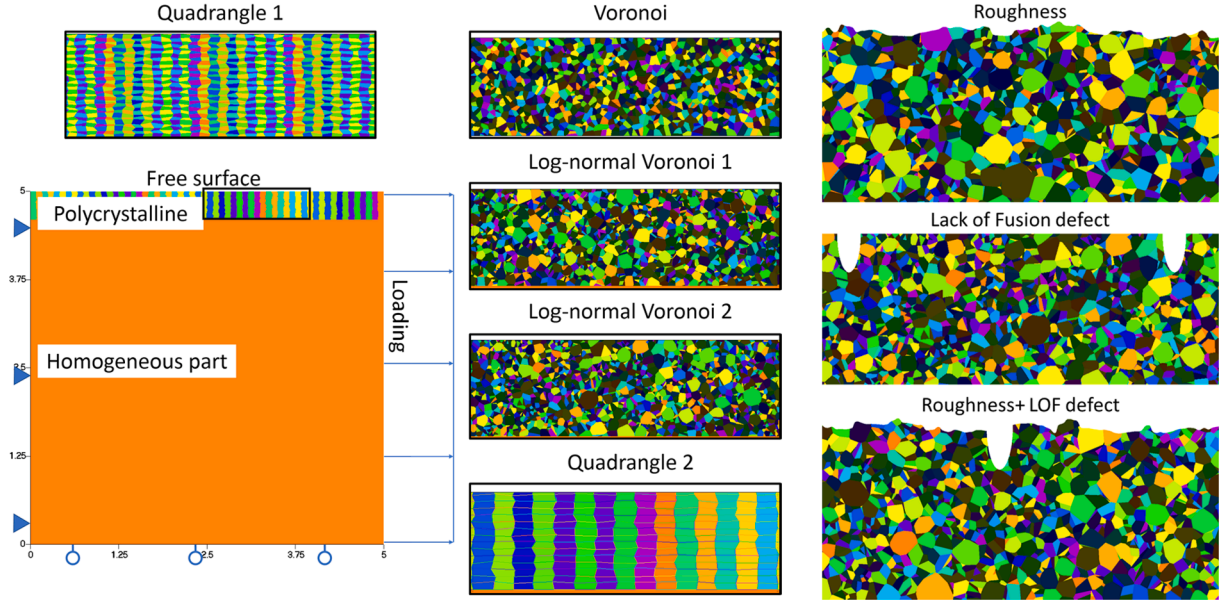 Quadrangle 1
Voronoi
Roughness
Log-normal Voronoi 1
Free surface
5
Polycrystalline
Lack of Fusion defect
3.75
Loading
Log-normal Voronoi 2
Homogeneous part
2.5
Roughness+ LOF defect
1.25
Quadrangle 2
0
0
1.25
2.5
3.75
5